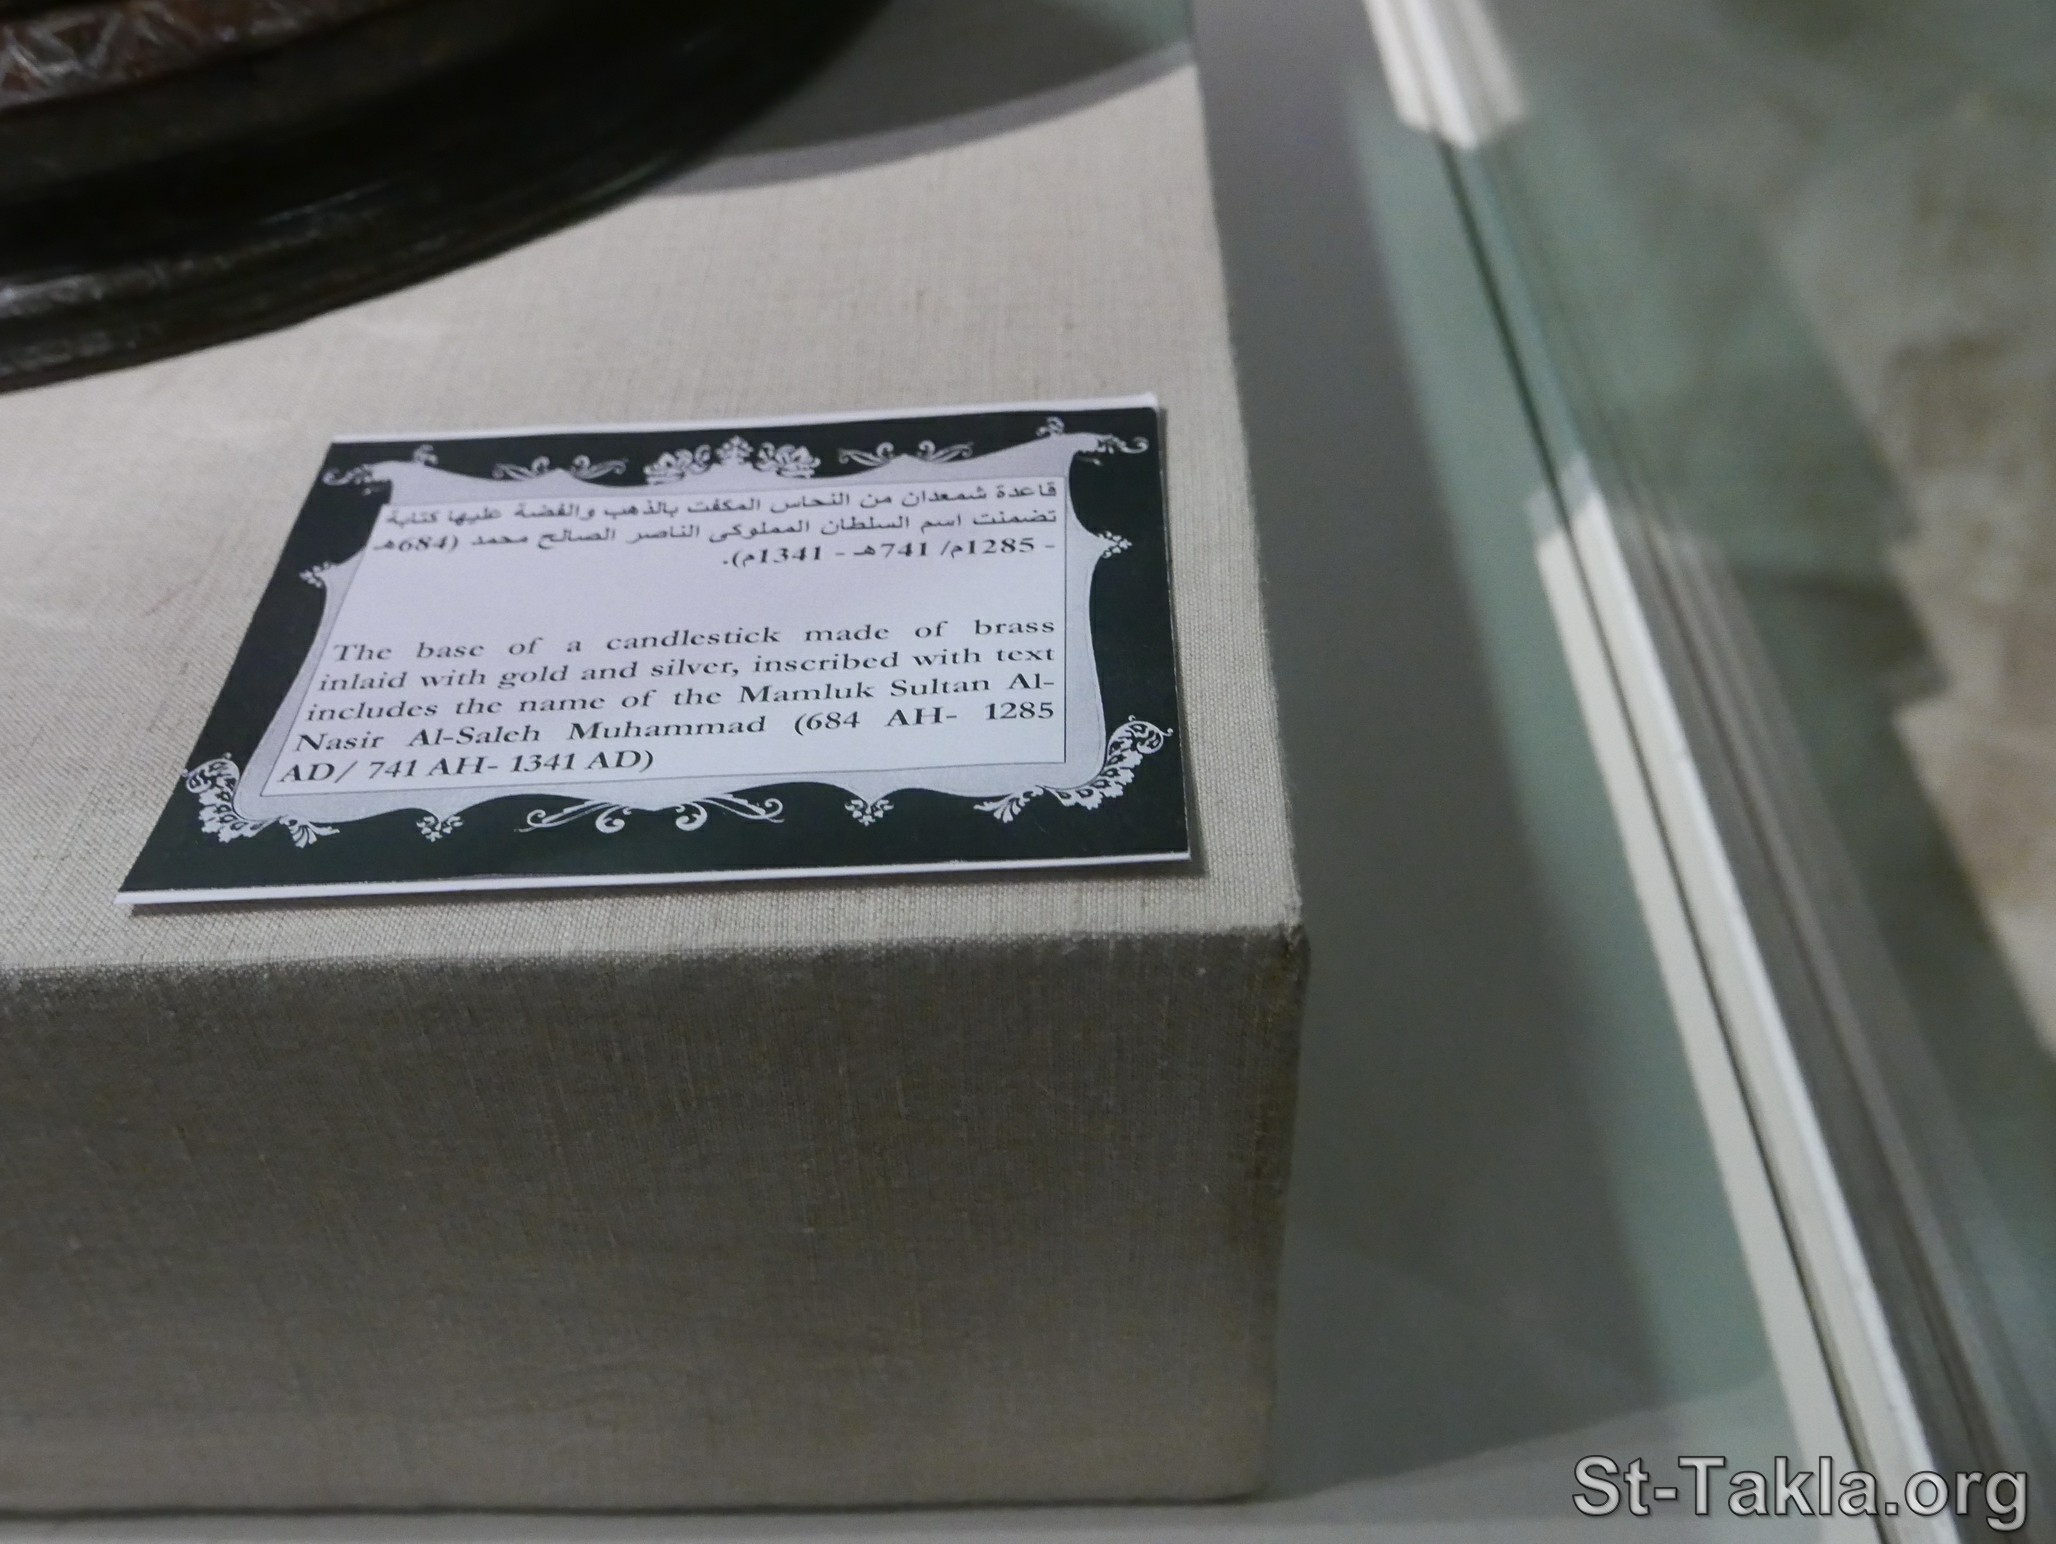 قاعدة شمعدان من النحاس المكفت بالذهب والفضة عليها كتابة
تضمنت اسم السلطان المملوكى الناصر الصالح محمد (684هـ
- 1285م/ 741هـ - 1341م).
The base of a candlestick made of brass
inlaid with gold and silver, inscribed with text
includes the name of the Mamluk Sultan Al-
Nasir Al-Saleh Muhammad (684 AH- 1285
AD/ 741 AH- 1341 AD)
St-Takla.org